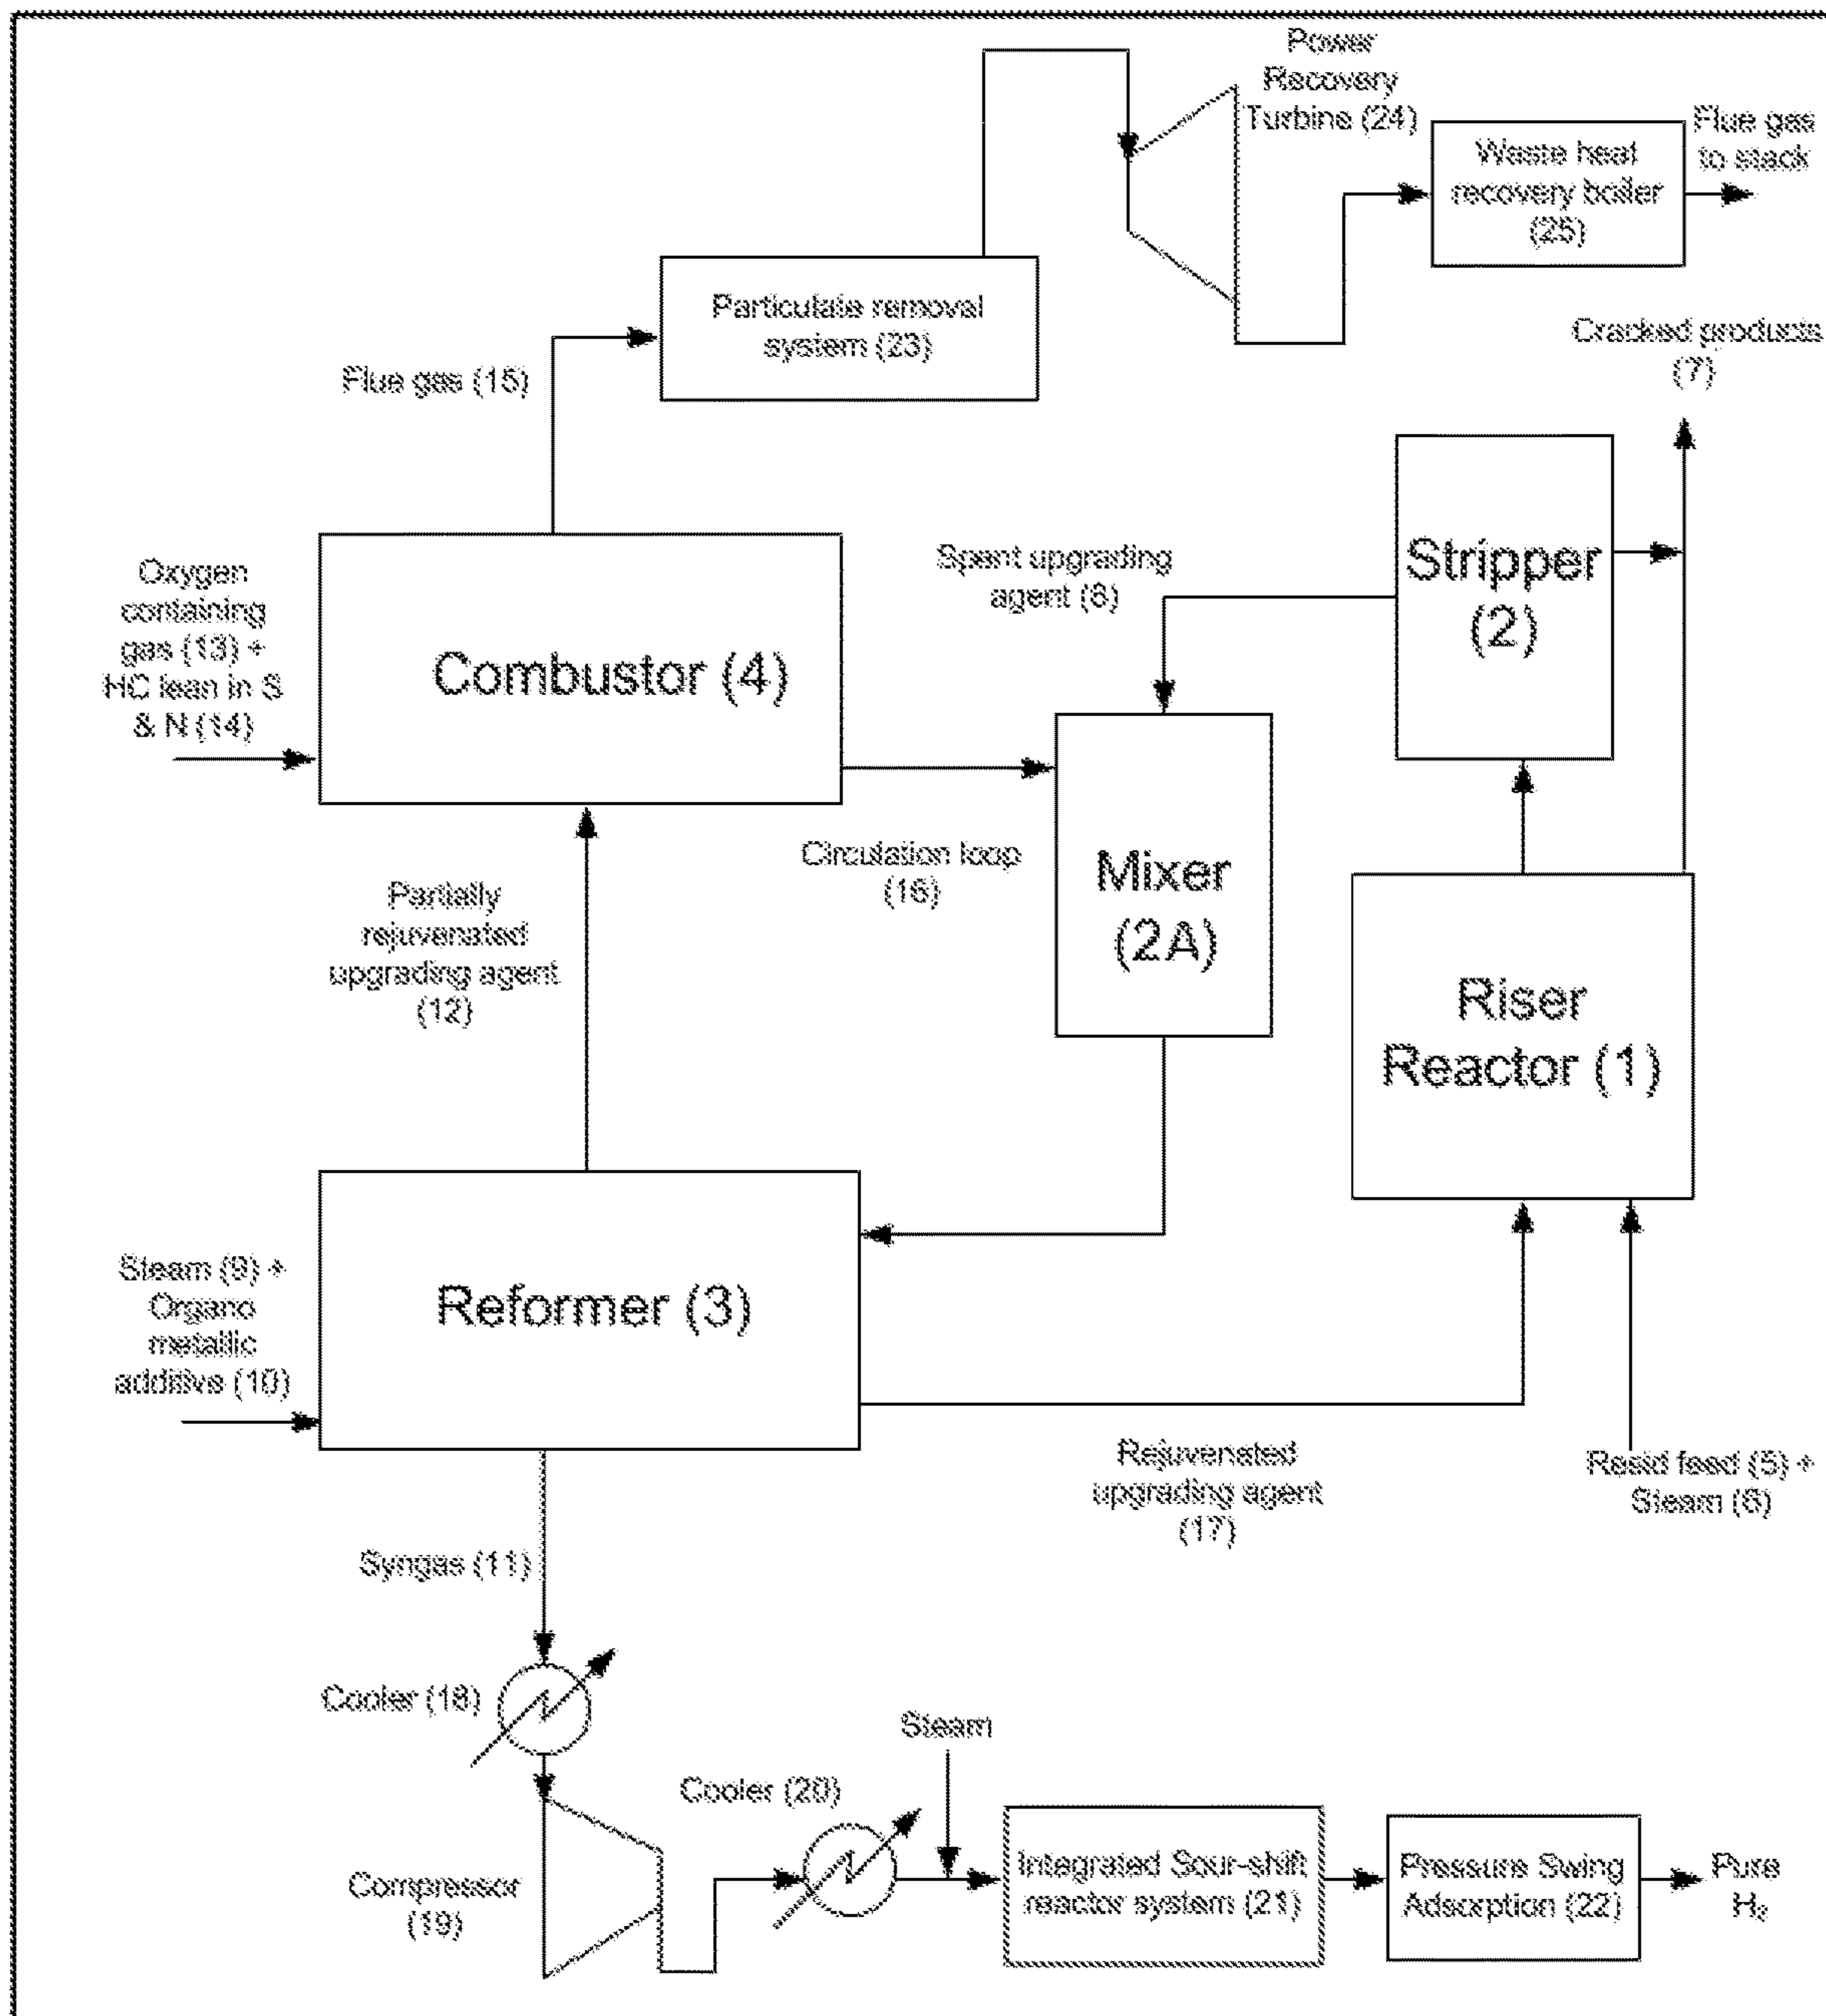 Power
Recovery
Turbine (24)
Flue gas
to stack
Waste heat
recovery boiler
(25)
Particulate removal
system (23)
Cracked products
(7)
Flue gas (15)
Stripper
(2)
Spent upgrading
agent (8)
Oxygen
containing
gas (13) +
HC lean in S
& N (14)
Combustor (4)
Circulation loop
(16)
Mixer
(2A)
Partially
rejuvenated
upgrading agent
(12)
Riser
Reactor (1)
Steam (9) +
Organo
metallic
additive (10)
Reformer (3)
Rejuvenated
upgrading agent
(17)
Resid feed (5) +
Steam (6)
Syngas (11)
Cooler (18)
Steam
Cooler (20)
Compressor
(19)
Integrated Sour-shift
reactor system (21)
Pressure Swing
Adsorption (22)
Pure
H₂